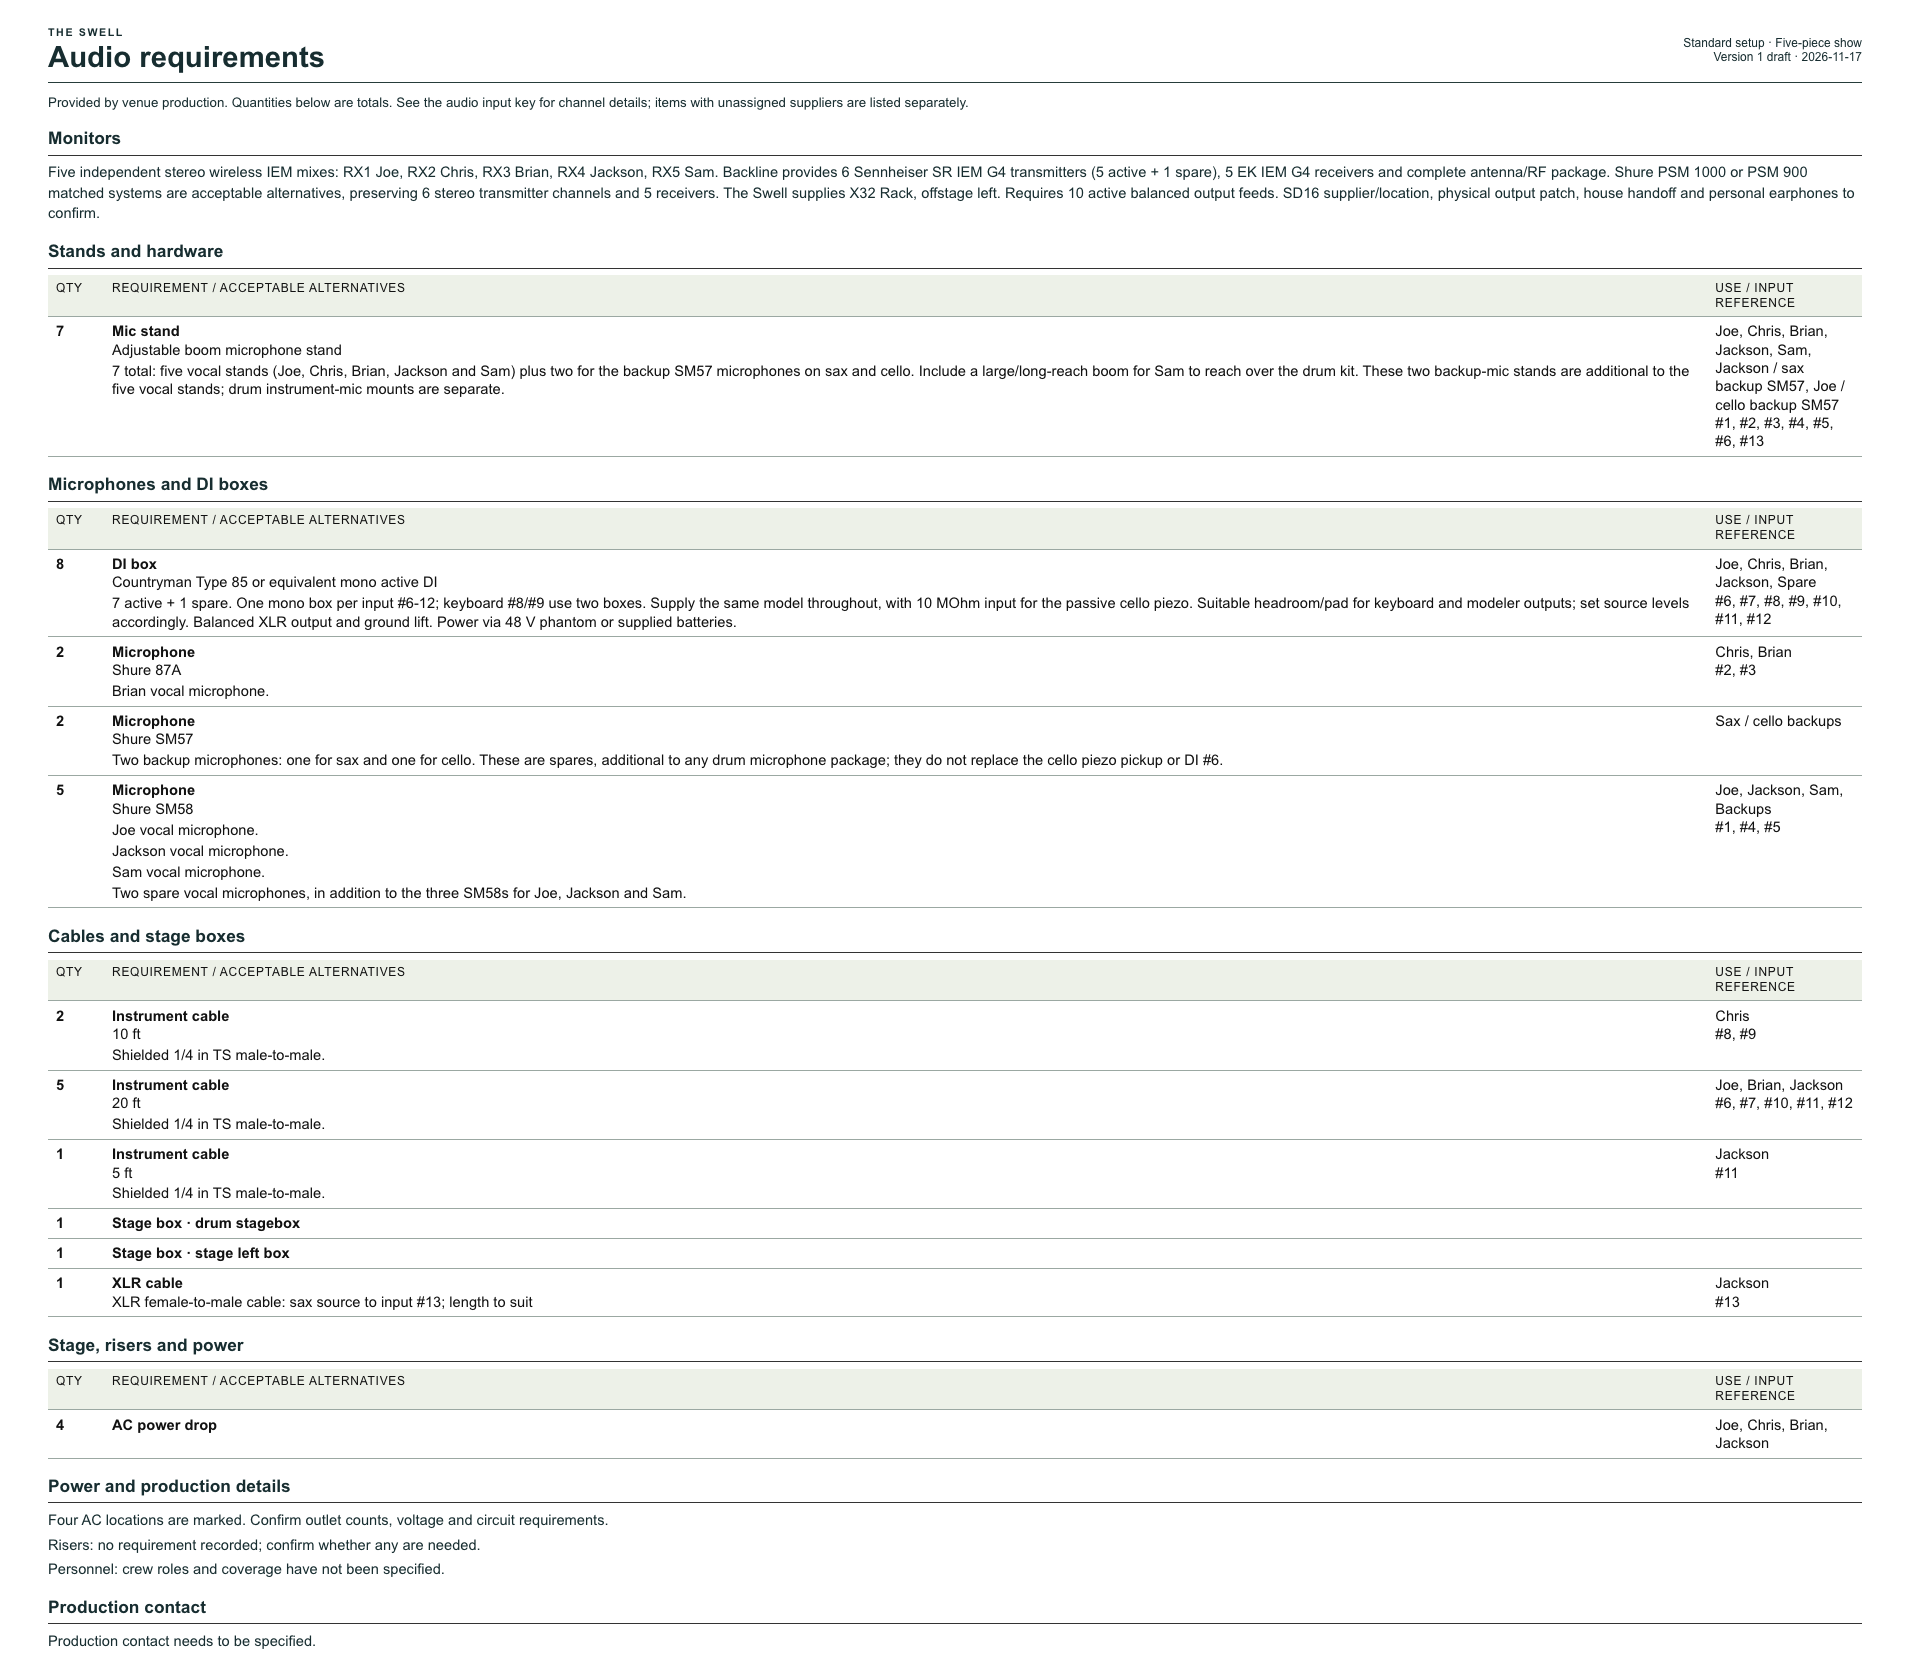 THE SWELL
Audio requirements
Standard setup · Five-piece show
Version 1 draft · 2026-11-17
Provided by venue production. Quantities below are totals. See the audio input key for channel details; items with unassigned suppliers are listed separately.
Monitors
Five independent stereo wireless IEM mixes: RX1 Joe, RX2 Chris, RX3 Brian, RX4 Jackson, RX5 Sam. Backline provides 6 Sennheiser SR IEM G4 transmitters (5 active + 1 spare), 5 EK IEM G4 receivers and complete antenna/RF package. Shure PSM 1000 or PSM 900
matched systems are acceptable alternatives, preserving 6 stereo transmitter channels and 5 receivers. The Swell supplies X32 Rack, offstage left. Requires 10 active balanced output feeds. SD16 supplier/location, physical output patch, house handoff and personal earphones to
confirm.
Stands and hardware
QTY REQUIREMENT / ACCEPTABLE ALTERNATIVES USE / INPUT
REFERENCE
7 Mic stand Joe, Chris, Brian,
Adjustable boom microphone stand Jackson, Sam,
7 total: five vocal stands (Joe, Chris, Brian, Jackson and Sam) plus two for the backup SM57 microphones on sax and cello. Include a large/long-reach boom for Sam to reach over the drum kit. These two backup-mic stands are additional to the Jackson / sax
five vocal stands; drum instrument-mic mounts are separate. backup SM57, Joe /
cello backup SM57
#1, #2, #3, #4, #5,
#6, #13
Microphones and DI boxes
QTY REQUIREMENT / ACCEPTABLE ALTERNATIVES USE / INPUT
REFERENCE
8 DI box Joe, Chris, Brian,
Countryman Type 85 or equivalent mono active DI Jackson, Spare
7 active + 1 spare. One mono box per input #6-12; keyboard #8/#9 use two boxes. Supply the same model throughout, with 10 MOhm input for the passive cello piezo. Suitable headroom/pad for keyboard and modeler outputs; set source levels #6, #7, #8, #9, #10,
accordingly. Balanced XLR output and ground lift. Power via 48 V phantom or supplied batteries. #11, #12
2 Microphone Chris, Brian
Shure 87A #2, #3
Brian vocal microphone.
2 Microphone Sax / cello backups
Shure SM57
Two backup microphones: one for sax and one for cello. These are spares, additional to any drum microphone package; they do not replace the cello piezo pickup or DI #6.
5 Microphone Joe, Jackson, Sam,
Shure SM58 Backups
Joe vocal microphone. #1, #4, #5
Jackson vocal microphone.
Sam vocal microphone.
Two spare vocal microphones, in addition to the three SM58s for Joe, Jackson and Sam.
Cables and stage boxes
QTY REQUIREMENT / ACCEPTABLE ALTERNATIVES USE / INPUT
REFERENCE
2 Instrument cable Chris
10 ft #8, #9
Shielded 1/4 in TS male-to-male.
5 Instrument cable Joe, Brian, Jackson
20 ft #6, #7, #10, #11, #12
Shielded 1/4 in TS male-to-male.
1 Instrument cable Jackson
5 ft #11
Shielded 1/4 in TS male-to-male.
1 Stage box · drum stagebox
1 Stage box · stage left box
1 XLR cable Jackson
XLR female-to-male cable: sax source to input #13; length to suit #13
Stage, risers and power
QTY REQUIREMENT / ACCEPTABLE ALTERNATIVES USE / INPUT
REFERENCE
4 AC power drop Joe, Chris, Brian,
Jackson
Power and production details
Four AC locations are marked. Confirm outlet counts, voltage and circuit requirements.
Risers: no requirement recorded; confirm whether any are needed.
Personnel: crew roles and coverage have not been specified.
Production contact
Production contact needs to be specified.